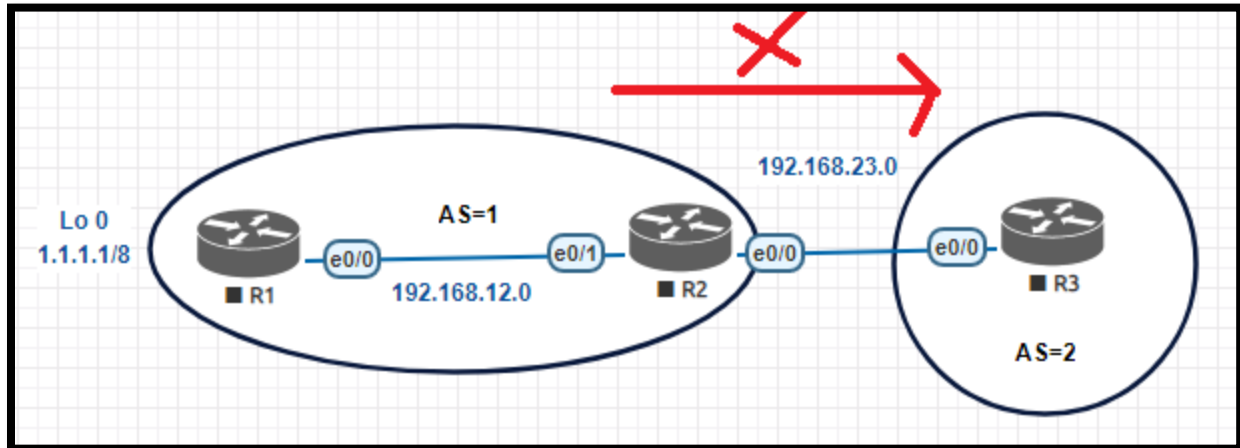 192.168.23.0
Lo 0
1.1.1.1/8
AS=1
e0/0
e0/1
e0/0
e0/0
R1
192.168.12.0
R2
R3
AS=2